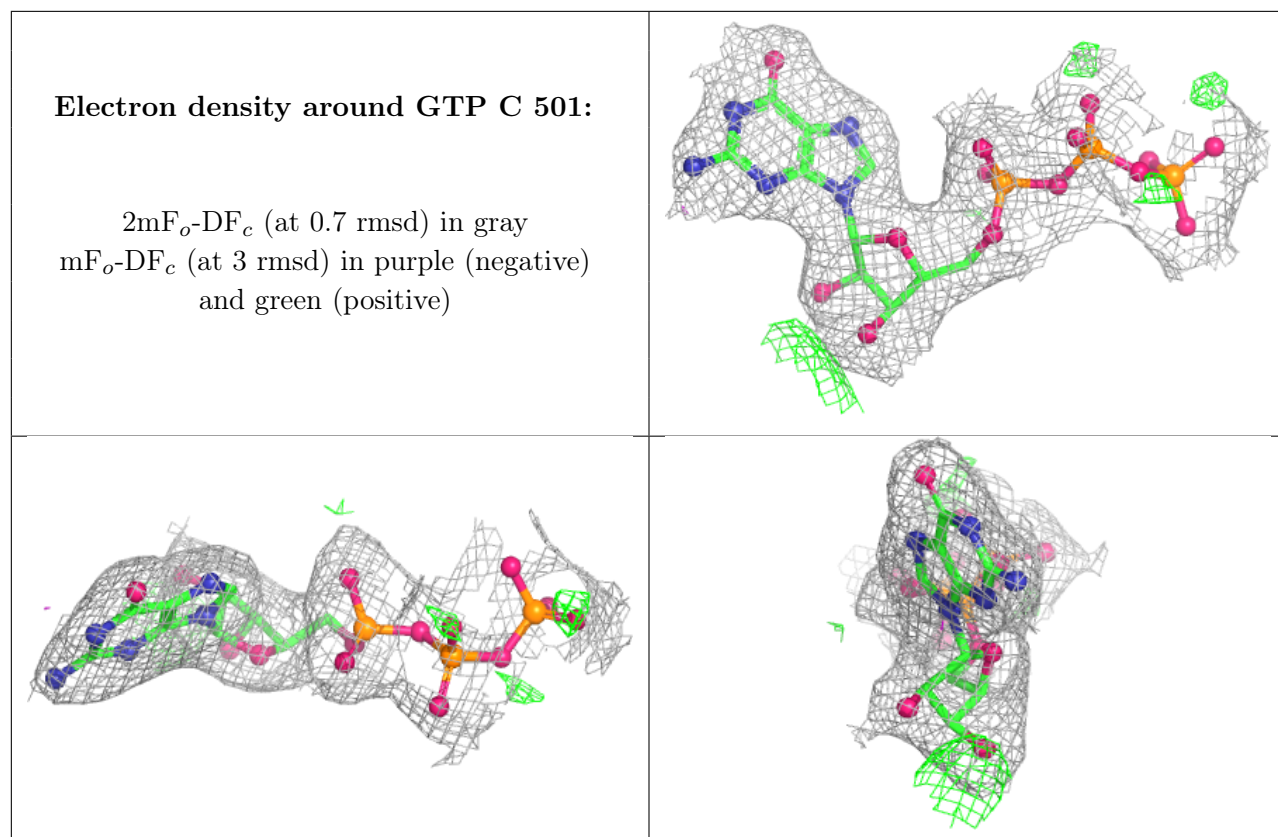 Electron density around GTP C 501:
2mFₒ-DF𝒸 (at 0.7 rmsd) in gray
mFₒ-DF𝒸 (at 3 rmsd) in purple (negative)
and green (positive)